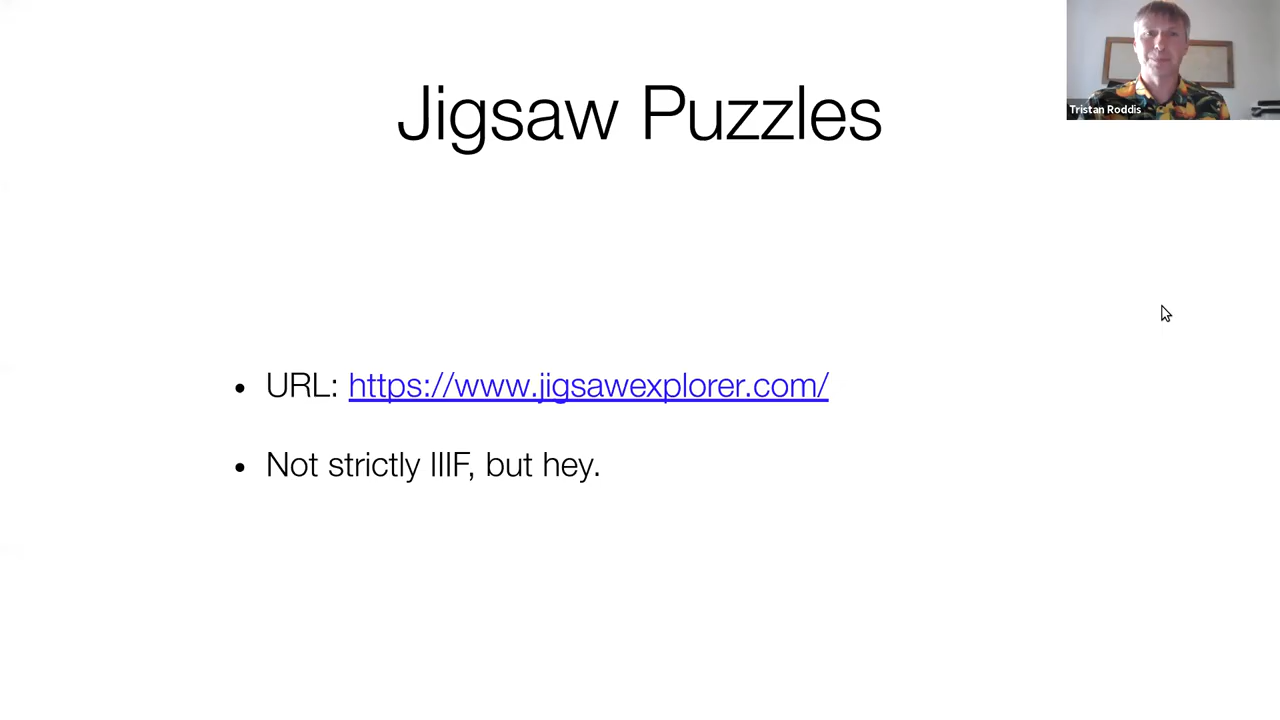 Jigsaw Puzzles
Tristan Roddis
• URL: https://www.jigsawexplorer.com/
• Not strictly IIIF, but hey.